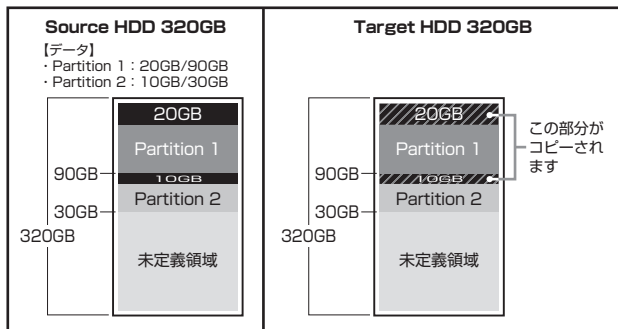 Source HDD 320GB
【データ】
・Partition 1：20GB/90GB
・Partition 2：10GB/30GB
20GB
Partition 1
90GB
10GB
Partition 2
30GB
320GB
未定義領域
Target HDD 320GB
20GB
Partition 1
90GB
10GB
Partition 2
30GB
320GB
未定義領域
この部分が
コピーされ
ます